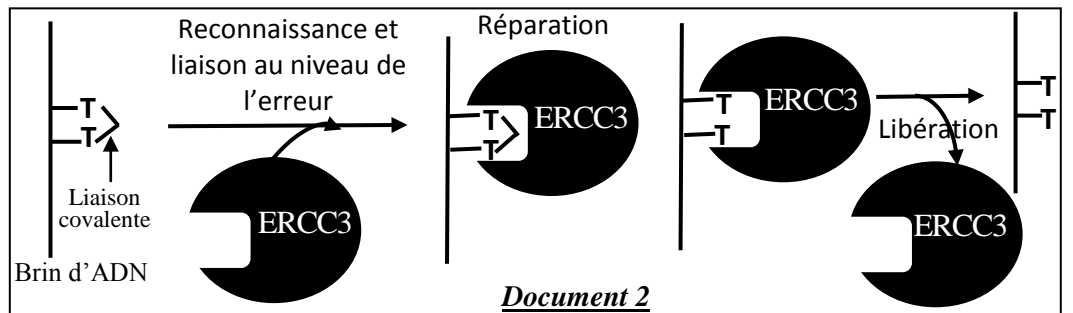 Reconnaissance et
liaison au niveau de
l’erreur
Réparation
T
T
Liaison
covalente
Brin d’ADN
ERCC3
T
T
ERCC3
T
T
ERCC3
Libération
T
T
ERCC3
Document 2